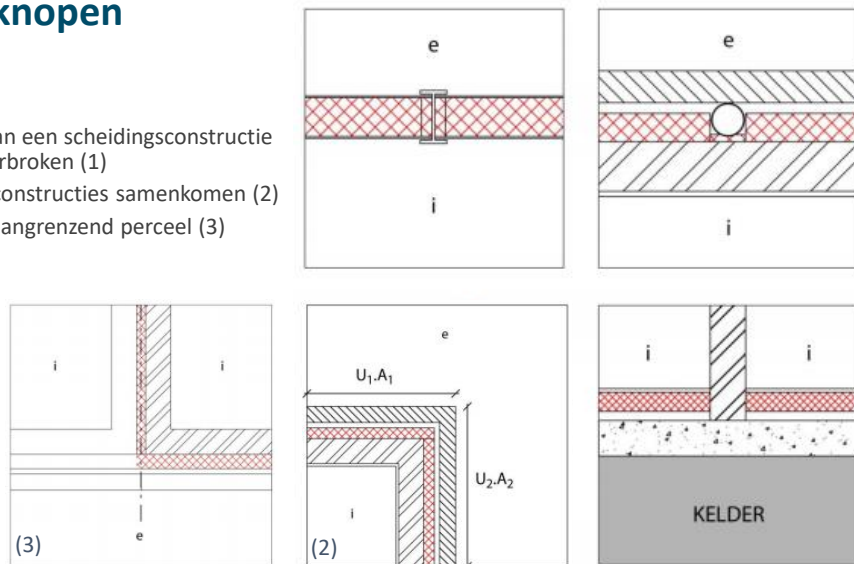 knopen
an een scheidingsconstructie
rbroken (1)
constructies samenkomen (2)
angrenzend perceel (3)
e
i
e
i
i
i
e
(3)
e
U₁.A₁
U₂.A₂
i
(2)
i
i
KELDER